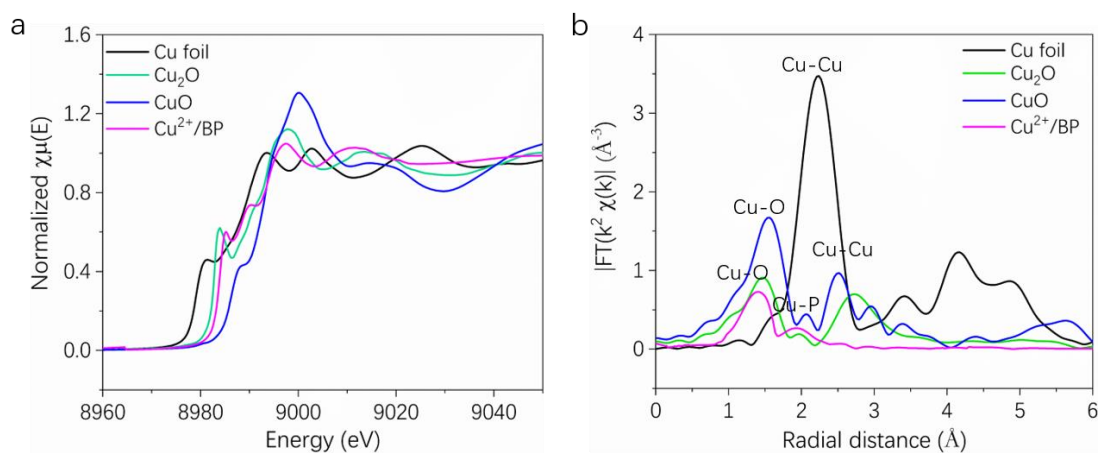 a
1.6
1.2
0.8
0.4
0.0
Normalized χμ(E)
Cu foil
Cu₂O
CuO
Cu²⁺/BP
8960 8980 9000 9020 9040
Energy (eV)
b
4
3
2
1
0
|FT(k² χ(k)| (Å⁻³)
Cu foil
Cu₂O
CuO
Cu²⁺/BP
Cu-Cu
Cu-O
Cu-Cu
Cu-O
Cu-P
0 1 2 3 4 5 6
Radial distance (Å)